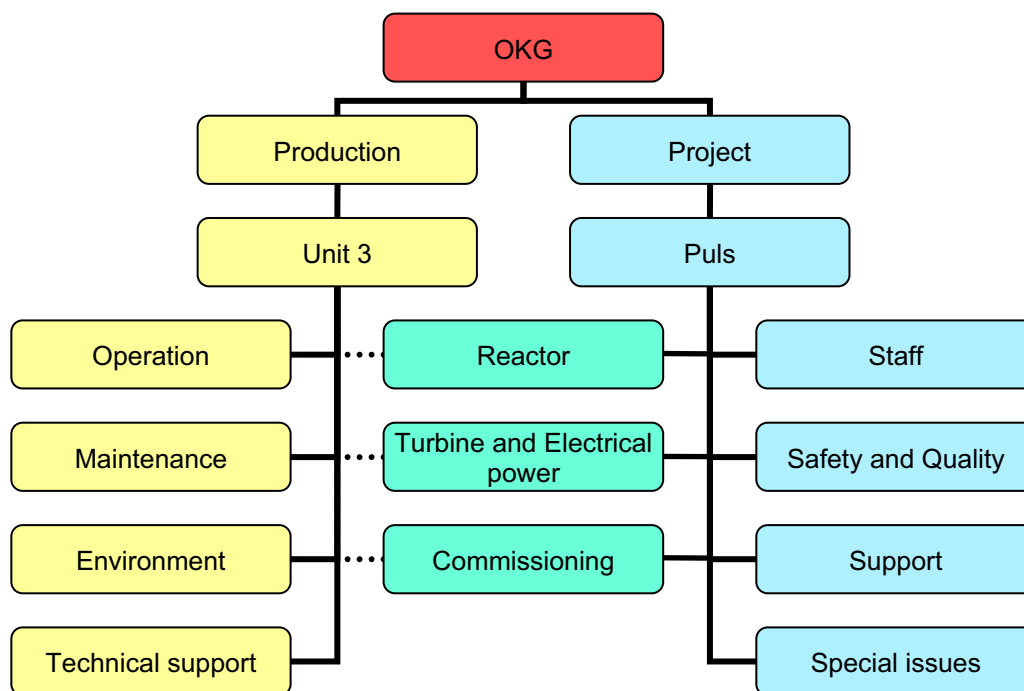 OKG
Production
Project
Unit 3
Puls
Operation
Reactor
Staff
Maintenance
Turbine and Electrical
power
Safety and Quality
Environment
Commissioning
Support
Technical support
Special issues